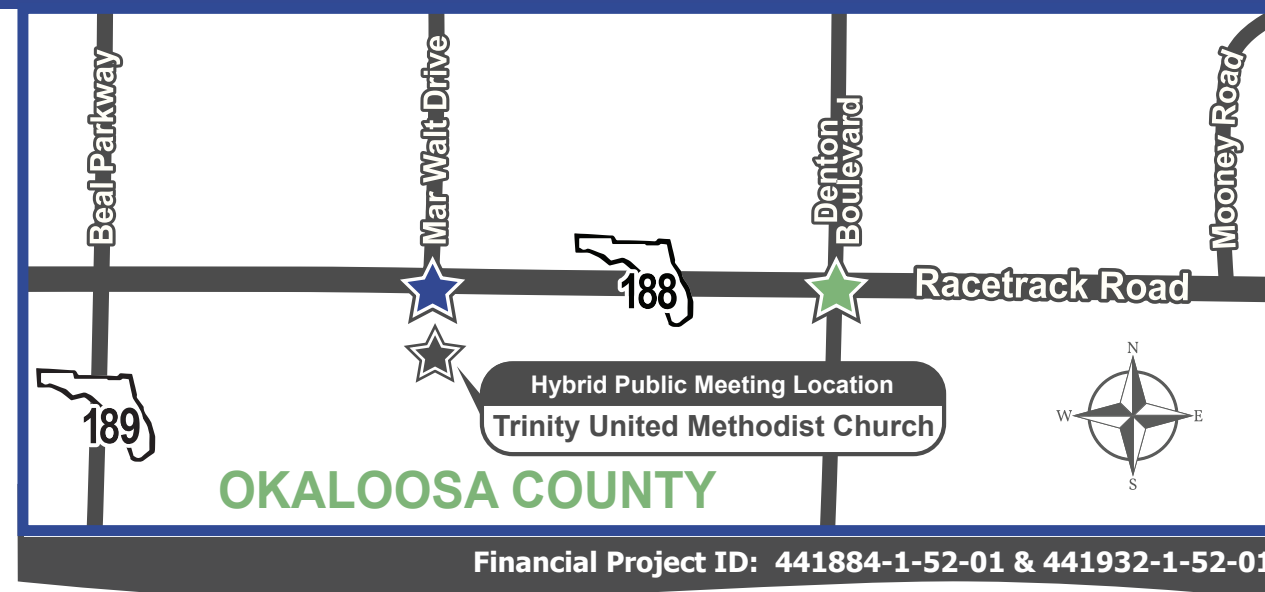 Beal Parkway
Mar Walt Drive
Denton
Boulevard
Mooney Road
188
Racetrack Road
189
Hybrid Public Meeting Location
Trinity United Methodist Church
N
W
E
S
OKALOOSA COUNTY
Financial Project ID: 441884-1-52-01 & 441932-1-52-01